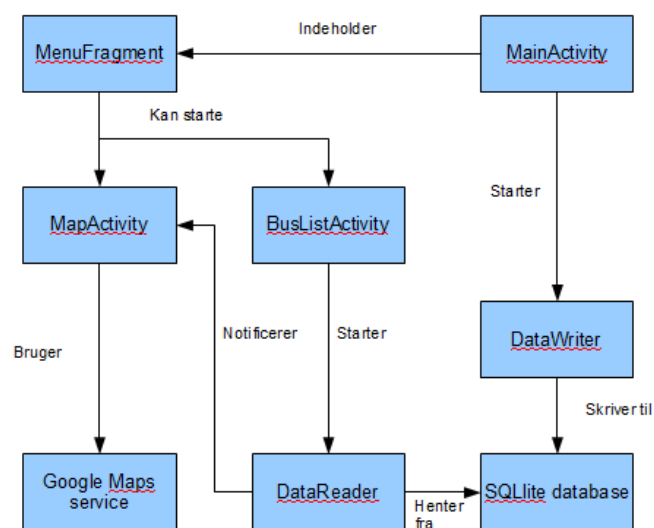 Indeholder
MenuFragment
MainActivity
Kan starte
Starter
MapActivity
BusListActivity
Bruger
Notificerer
Starter
DataWriter
Skriver til
Google Maps
service
DataReader
Henter
fra
SQLlite database